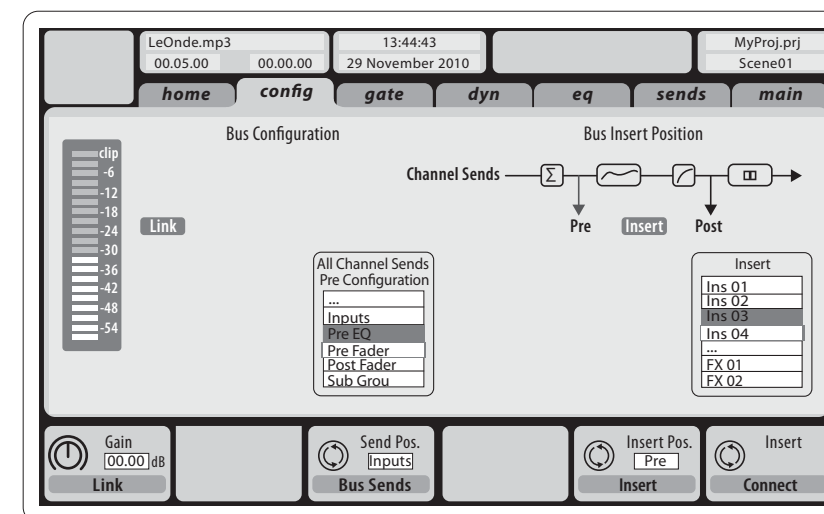 LeOnde.mp3
00.05.00 00.00.00
13:44:43
29 November 2010
MyProj.prj
Scene01
home config gate dyn eq sends main
Bus Configuration
Bus Insert Position
clip
-6
-12
-18
-24
-30
-36
-42
-48
-54
Link
Channel Sends
Σ
Pre Insert Post
All Channel Sends
Pre Configuration
...
Inputs
Pre EQ
Pre Fader
Post Fader
Sub Grou
Insert
Ins 01
Ins 02
Ins 03
Ins 04
...
FX 01
FX 02
Gain
00.00 dB
Link
Send Pos.
Inputs
Bus Sends
Insert Pos.
Pre
Insert
Insert
Connect